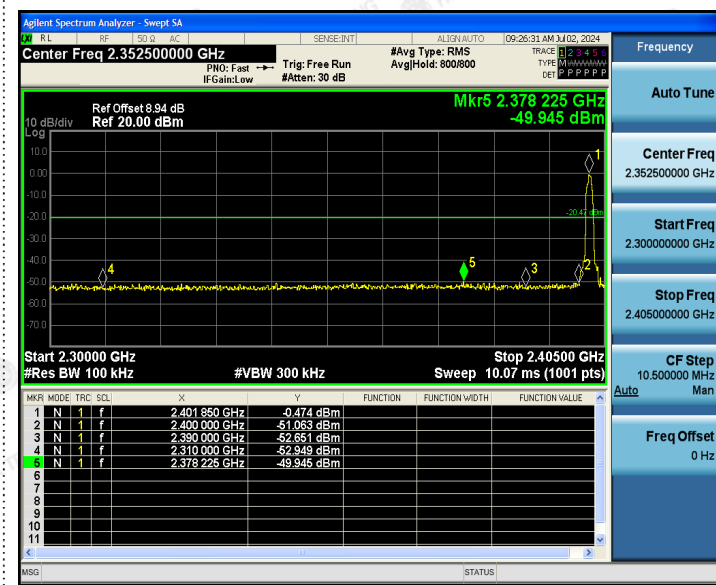 Agilent Spectrum Analyzer - Swept SA
LXI RL RF 50 Ω AC SENSE:INT ALIGN AUTO 09:26:31 AM Jul 02, 2024
Center Freq 2.352500000 GHz
PNO: Fast
IFGain:Low
Trig: Free Run
#Atten: 30 dB
#Avg Type: RMS
Avg|Hold: 800/800
TRACE 1 2 3 4 5 6
TYPE M W W W W W
DET P P P P P P
Ref Offset 8.94 dB
Ref 20.00 dBm
10 dB/div
Log
Mkr5 2.378 225 GHz
-49.945 dBm
10.0
0.00
-10.0
-20.0
-30.0
-40.0
-50.0
-60.0
-70.0
-20.47 dBm
1
2
3
4
5
Start 2.30000 GHz Stop 2.40500 GHz
#Res BW 100 kHz #VBW 300 kHz Sweep 10.07 ms (1001 pts)
MKR MODE TRC SCL X Y FUNCTION FUNCTION WIDTH FUNCTION VALUE
1 N 1 f 2.401 850 GHz -0.474 dBm
2 N 1 f 2.400 000 GHz -51.063 dBm
3 N 1 f 2.390 000 GHz -52.651 dBm
4 N 1 f 2.310 000 GHz -52.949 dBm
5 N 1 f 2.378 225 GHz -49.945 dBm
6
7
8
9
10
11
MSG STATUS
Frequency
Auto Tune
Center Freq
2.352500000 GHz
Start Freq
2.300000000 GHz
Stop Freq
2.405000000 GHz
CF Step
10.500000 MHz
Auto Man
Freq Offset
0 Hz